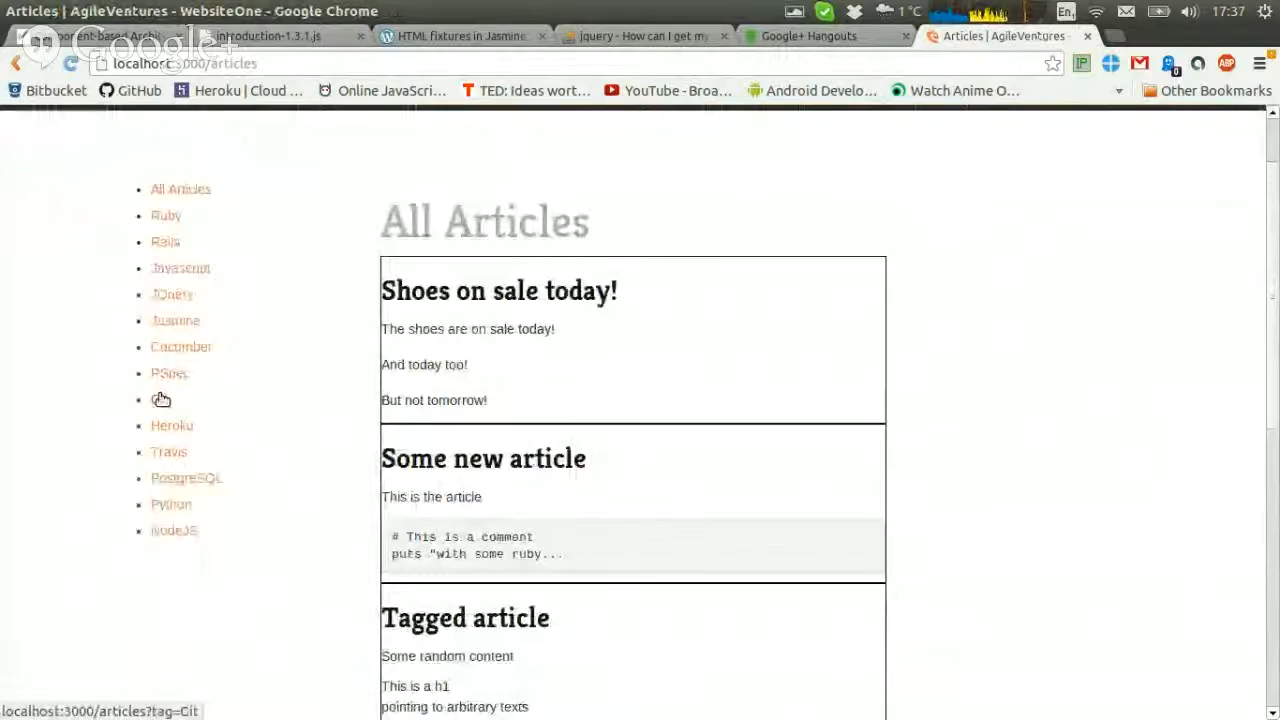 Articles | AgileVentures - WebsiteOne - Google Chrome
En
1°C
17:37
introduction-1.3.1.js
HTML fixtures in Jasmine
jquery - How can I get my
Google+ Hangouts
Articles | AgileVentures -
Google+
localhost:3000/articles
Bitbucket
GitHub
Heroku | Cloud ...
Online JavaScri...
TED: Ideas wort...
YouTube - Broa...
Android Develo...
Watch Anime O...
Other Bookmarks
All Articles
Ruby
Rails
Javascript
JQuery
Jasmine
Cucumber
RSpec
Heroku
Travis
PostgreSQL
Python
NodeJS
All Articles
Shoes on sale today!
The shoes are on sale today!
And today too!
But not tomorrow!
Some new article
This is the article
# This is a comment
puts "with some ruby...
Tagged article
Some random content
This is a h1
pointing to arbitrary texts
localhost:3000/articles?tag=Git